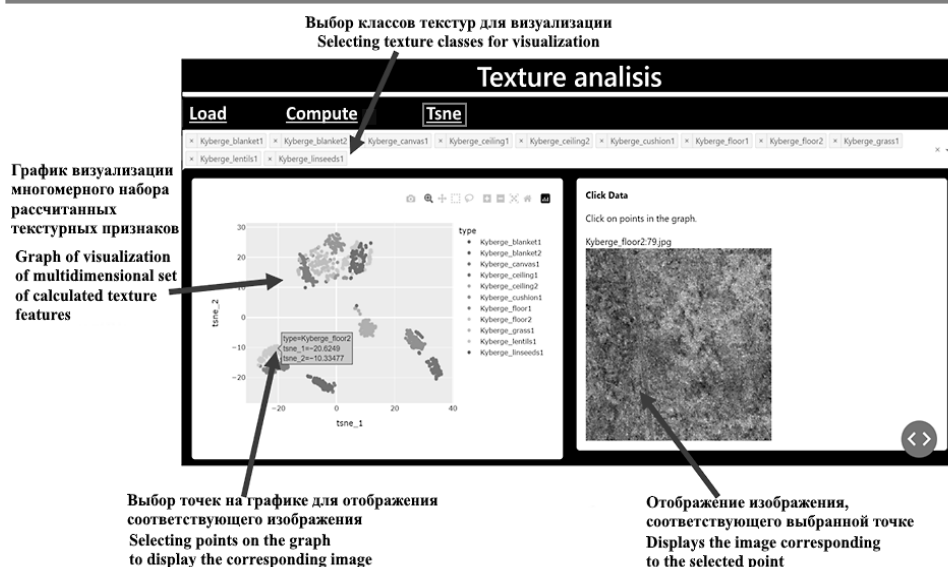 Выбор классов текстур для визуализации
Selecting texture classes for visualization
Texture analisis
Load Compute Tsne
× Kyberge_blanket1 × Kyberge_blanket2 Kyberge_canvas1 × Kyberge_ceiling1 × Kyberge_ceiling2 × Kyberge_cushion1 × Kyberge_floor1 × Kyberge_floor2 × Kyberge_grass1
× Kyberge_lentils1 × Kyberge_linseeds1 ×
График визуализации
многомерного набора
рассчитанных
текстурных признаков
Graph of visualization
of multidimensional set
of calculated texture
features
tsne_2
30
20
10
0
−10
−20
−20 0 20 40
tsne_1
type=Kyberge_floor2
tsne_1=−20.6249
tsne_2=−10.33477
type
Kyberge_blanket1
Kyberge_blanket2
Kyberge_canvas1
Kyberge_ceiling1
Kyberge_ceiling2
Kyberge_cushion1
Kyberge_floor1
Kyberge_floor2
Kyberge_grass1
Kyberge_lentils1
Kyberge_linseeds1
Click Data
Click on points in the graph.
Kyberge_floor2:79.jpg
Выбор точек на графике для отображения
соответствующего изображения
Selecting points on the graph
to display the corresponding image
Отображение изображения,
соответствующего выбранной точке
Displays the image corresponding
to the selected point